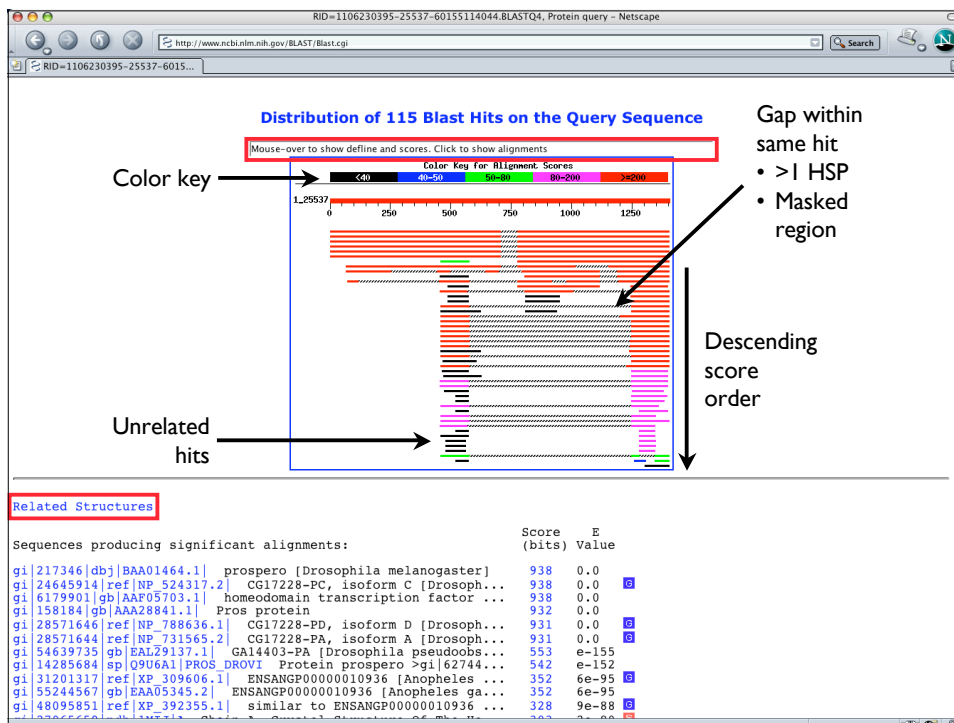 RID=1106230395-25537-60155114044.BLASTQ4, Protein query - Netscape
http://www.ncbi.nlm.nih.gov/BLAST/Blast.cgi
Search
N
RID=1106230395-25537-6015...
Distribution of 115 Blast Hits on the Query Sequence
Mouse-over to show defline and scores. Click to show alignments
Color Key for Alignment Scores
<40 40-50 50-80 80-200 >=200
1_25537
0 250 500 750 1000 1250
Color key
Gap within
same hit
• >1 HSP
• Masked
region
Descending
score
order
Unrelated
hits
Related Structures
Score E
Sequences producing significant alignments: (bits) Value
gi|217346|dbj|BAA01464.1| prospero [Drosophila melanogaster] 938 0.0
gi|24645914|ref|NP_524317.2| CG17228-PC, isoform C [Drosoph... 938 0.0 G
gi|6179901|gb|AAF05703.1| homeodomain transcription factor ... 938 0.0
gi|158184|gb|AAA28841.1| Pros protein 932 0.0
gi|28571646|ref|NP_788636.1| CG17228-PD, isoform D [Drosoph... 931 0.0 G
gi|28571644|ref|NP_731565.2| CG17228-PA, isoform A [Drosoph... 931 0.0 G
gi|54639735|gb|EAL29137.1| GA14403-PA [Drosophila pseudoobs... 553 e-155
gi|14285684|sp|Q9U6A1|PROS_DROVI Protein prospero >gi|62744... 542 e-152
gi|31201317|ref|XP_309606.1| ENSANGP00000010936 [Anopheles ... 352 6e-95 G
gi|55244567|gb|EAA05345.2| ENSANGP00000010936 [Anopheles ga... 352 6e-95
gi|48095851|ref|XP_392355.1| similar to ENSANGP00000010936 ... 328 9e-88 G